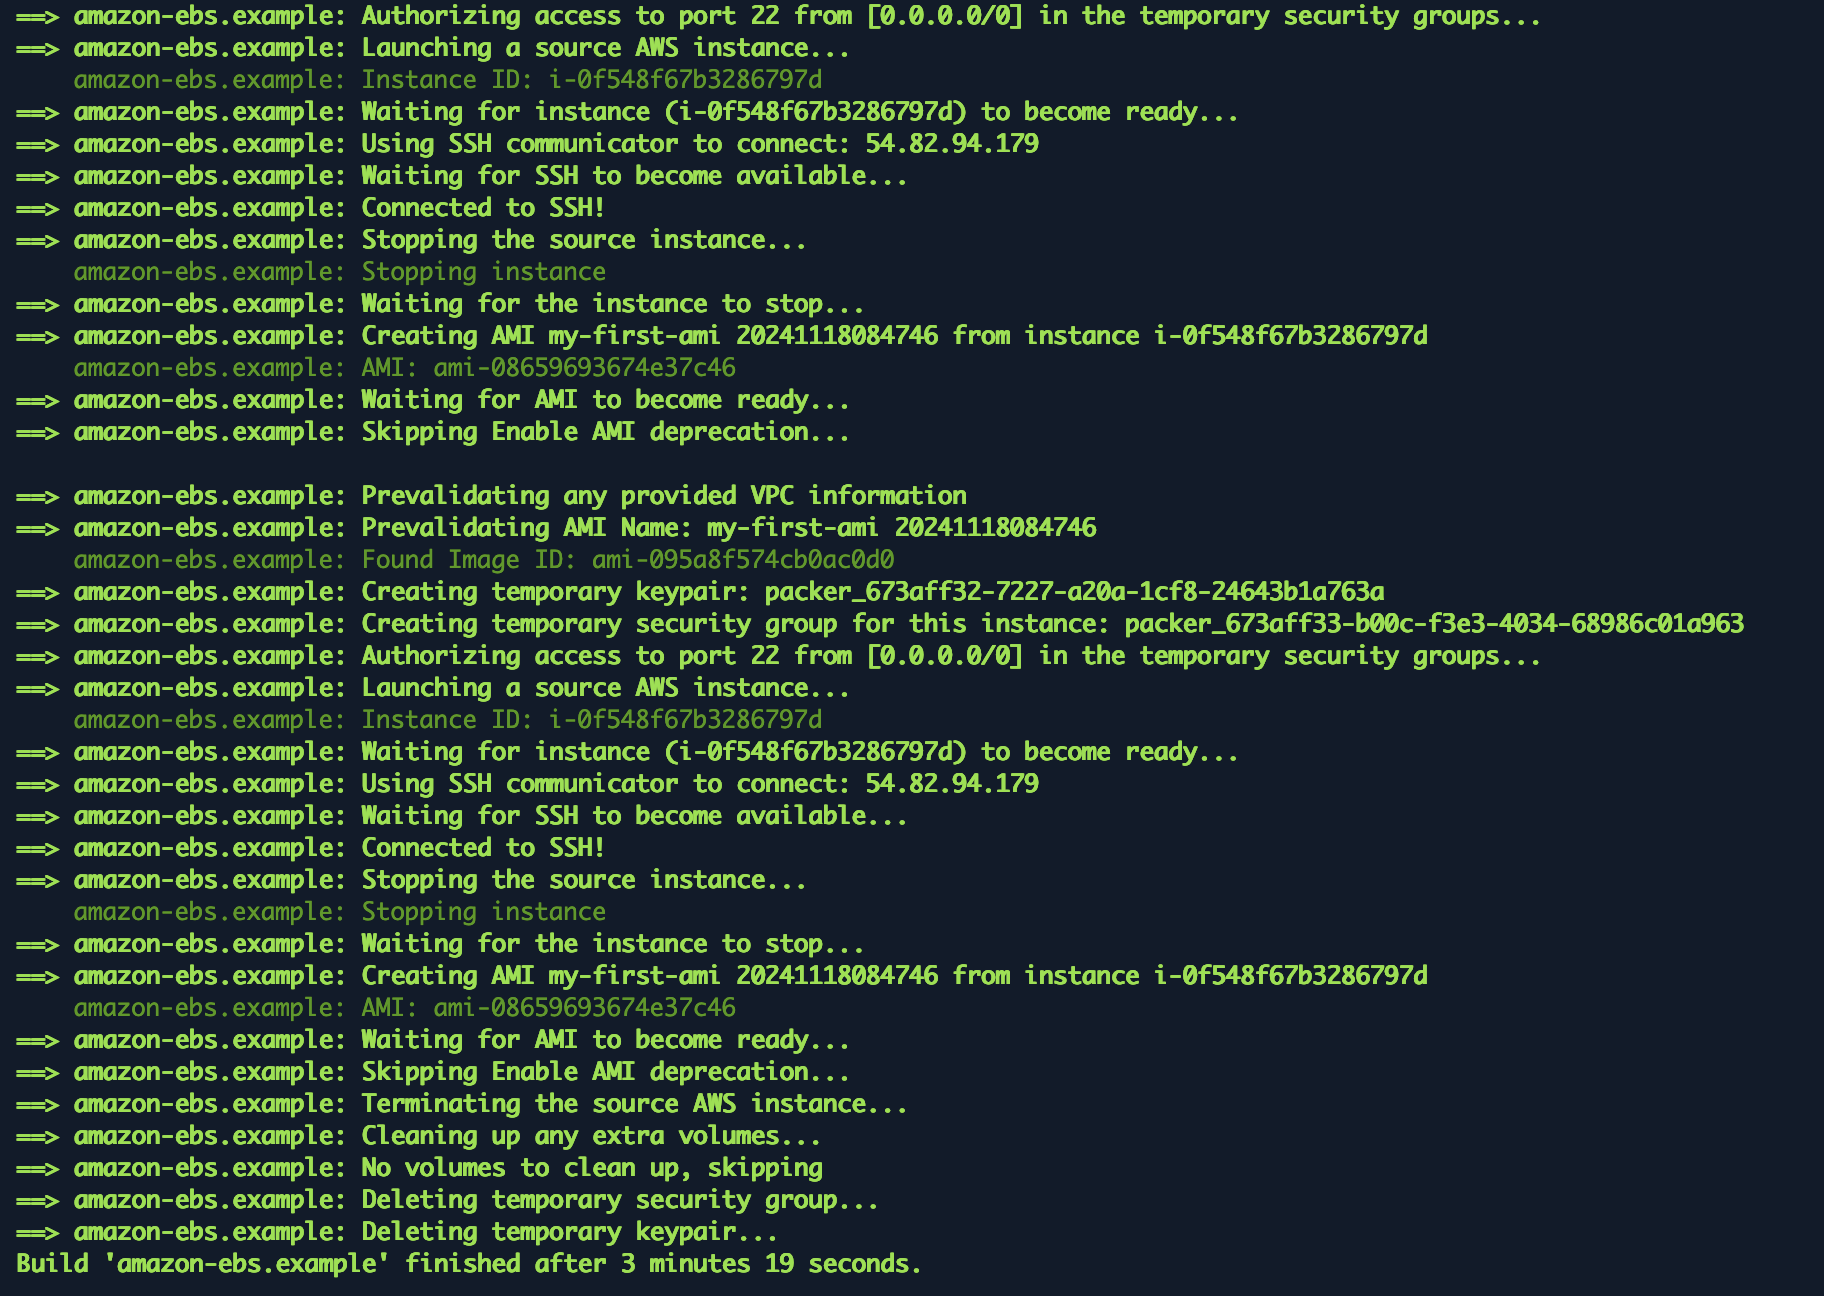 ==> amazon-ebs.example: Authorizing access to port 22 from [0.0.0.0/0] in the temporary security groups...
==> amazon-ebs.example: Launching a source AWS instance...
    amazon-ebs.example: Instance ID: i-0f548f67b3286797d
==> amazon-ebs.example: Waiting for instance (i-0f548f67b3286797d) to become ready...
==> amazon-ebs.example: Using SSH communicator to connect: 54.82.94.179
==> amazon-ebs.example: Waiting for SSH to become available...
==> amazon-ebs.example: Connected to SSH!
==> amazon-ebs.example: Stopping the source instance...
    amazon-ebs.example: Stopping instance
==> amazon-ebs.example: Waiting for the instance to stop...
==> amazon-ebs.example: Creating AMI my-first-ami 20241118084746 from instance i-0f548f67b3286797d
    amazon-ebs.example: AMI: ami-08659693674e37c46
==> amazon-ebs.example: Waiting for AMI to become ready...
==> amazon-ebs.example: Skipping Enable AMI deprecation...

==> amazon-ebs.example: Prevalidating any provided VPC information
==> amazon-ebs.example: Prevalidating AMI Name: my-first-ami 20241118084746
    amazon-ebs.example: Found Image ID: ami-095a8f574cb0ac0d0
==> amazon-ebs.example: Creating temporary keypair: packer_673aff32-7227-a20a-1cf8-24643b1a763a
==> amazon-ebs.example: Creating temporary security group for this instance: packer_673aff33-b00c-f3e3-4034-68986c01a963
==> amazon-ebs.example: Authorizing access to port 22 from [0.0.0.0/0] in the temporary security groups...
==> amazon-ebs.example: Launching a source AWS instance...
    amazon-ebs.example: Instance ID: i-0f548f67b3286797d
==> amazon-ebs.example: Waiting for instance (i-0f548f67b3286797d) to become ready...
==> amazon-ebs.example: Using SSH communicator to connect: 54.82.94.179
==> amazon-ebs.example: Waiting for SSH to become available...
==> amazon-ebs.example: Connected to SSH!
==> amazon-ebs.example: Stopping the source instance...
    amazon-ebs.example: Stopping instance
==> amazon-ebs.example: Waiting for the instance to stop...
==> amazon-ebs.example: Creating AMI my-first-ami 20241118084746 from instance i-0f548f67b3286797d
    amazon-ebs.example: AMI: ami-08659693674e37c46
==> amazon-ebs.example: Waiting for AMI to become ready...
==> amazon-ebs.example: Skipping Enable AMI deprecation...
==> amazon-ebs.example: Terminating the source AWS instance...
==> amazon-ebs.example: Cleaning up any extra volumes...
==> amazon-ebs.example: No volumes to clean up, skipping
==> amazon-ebs.example: Deleting temporary security group...
==> amazon-ebs.example: Deleting temporary keypair...
Build 'amazon-ebs.example' finished after 3 minutes 19 seconds.